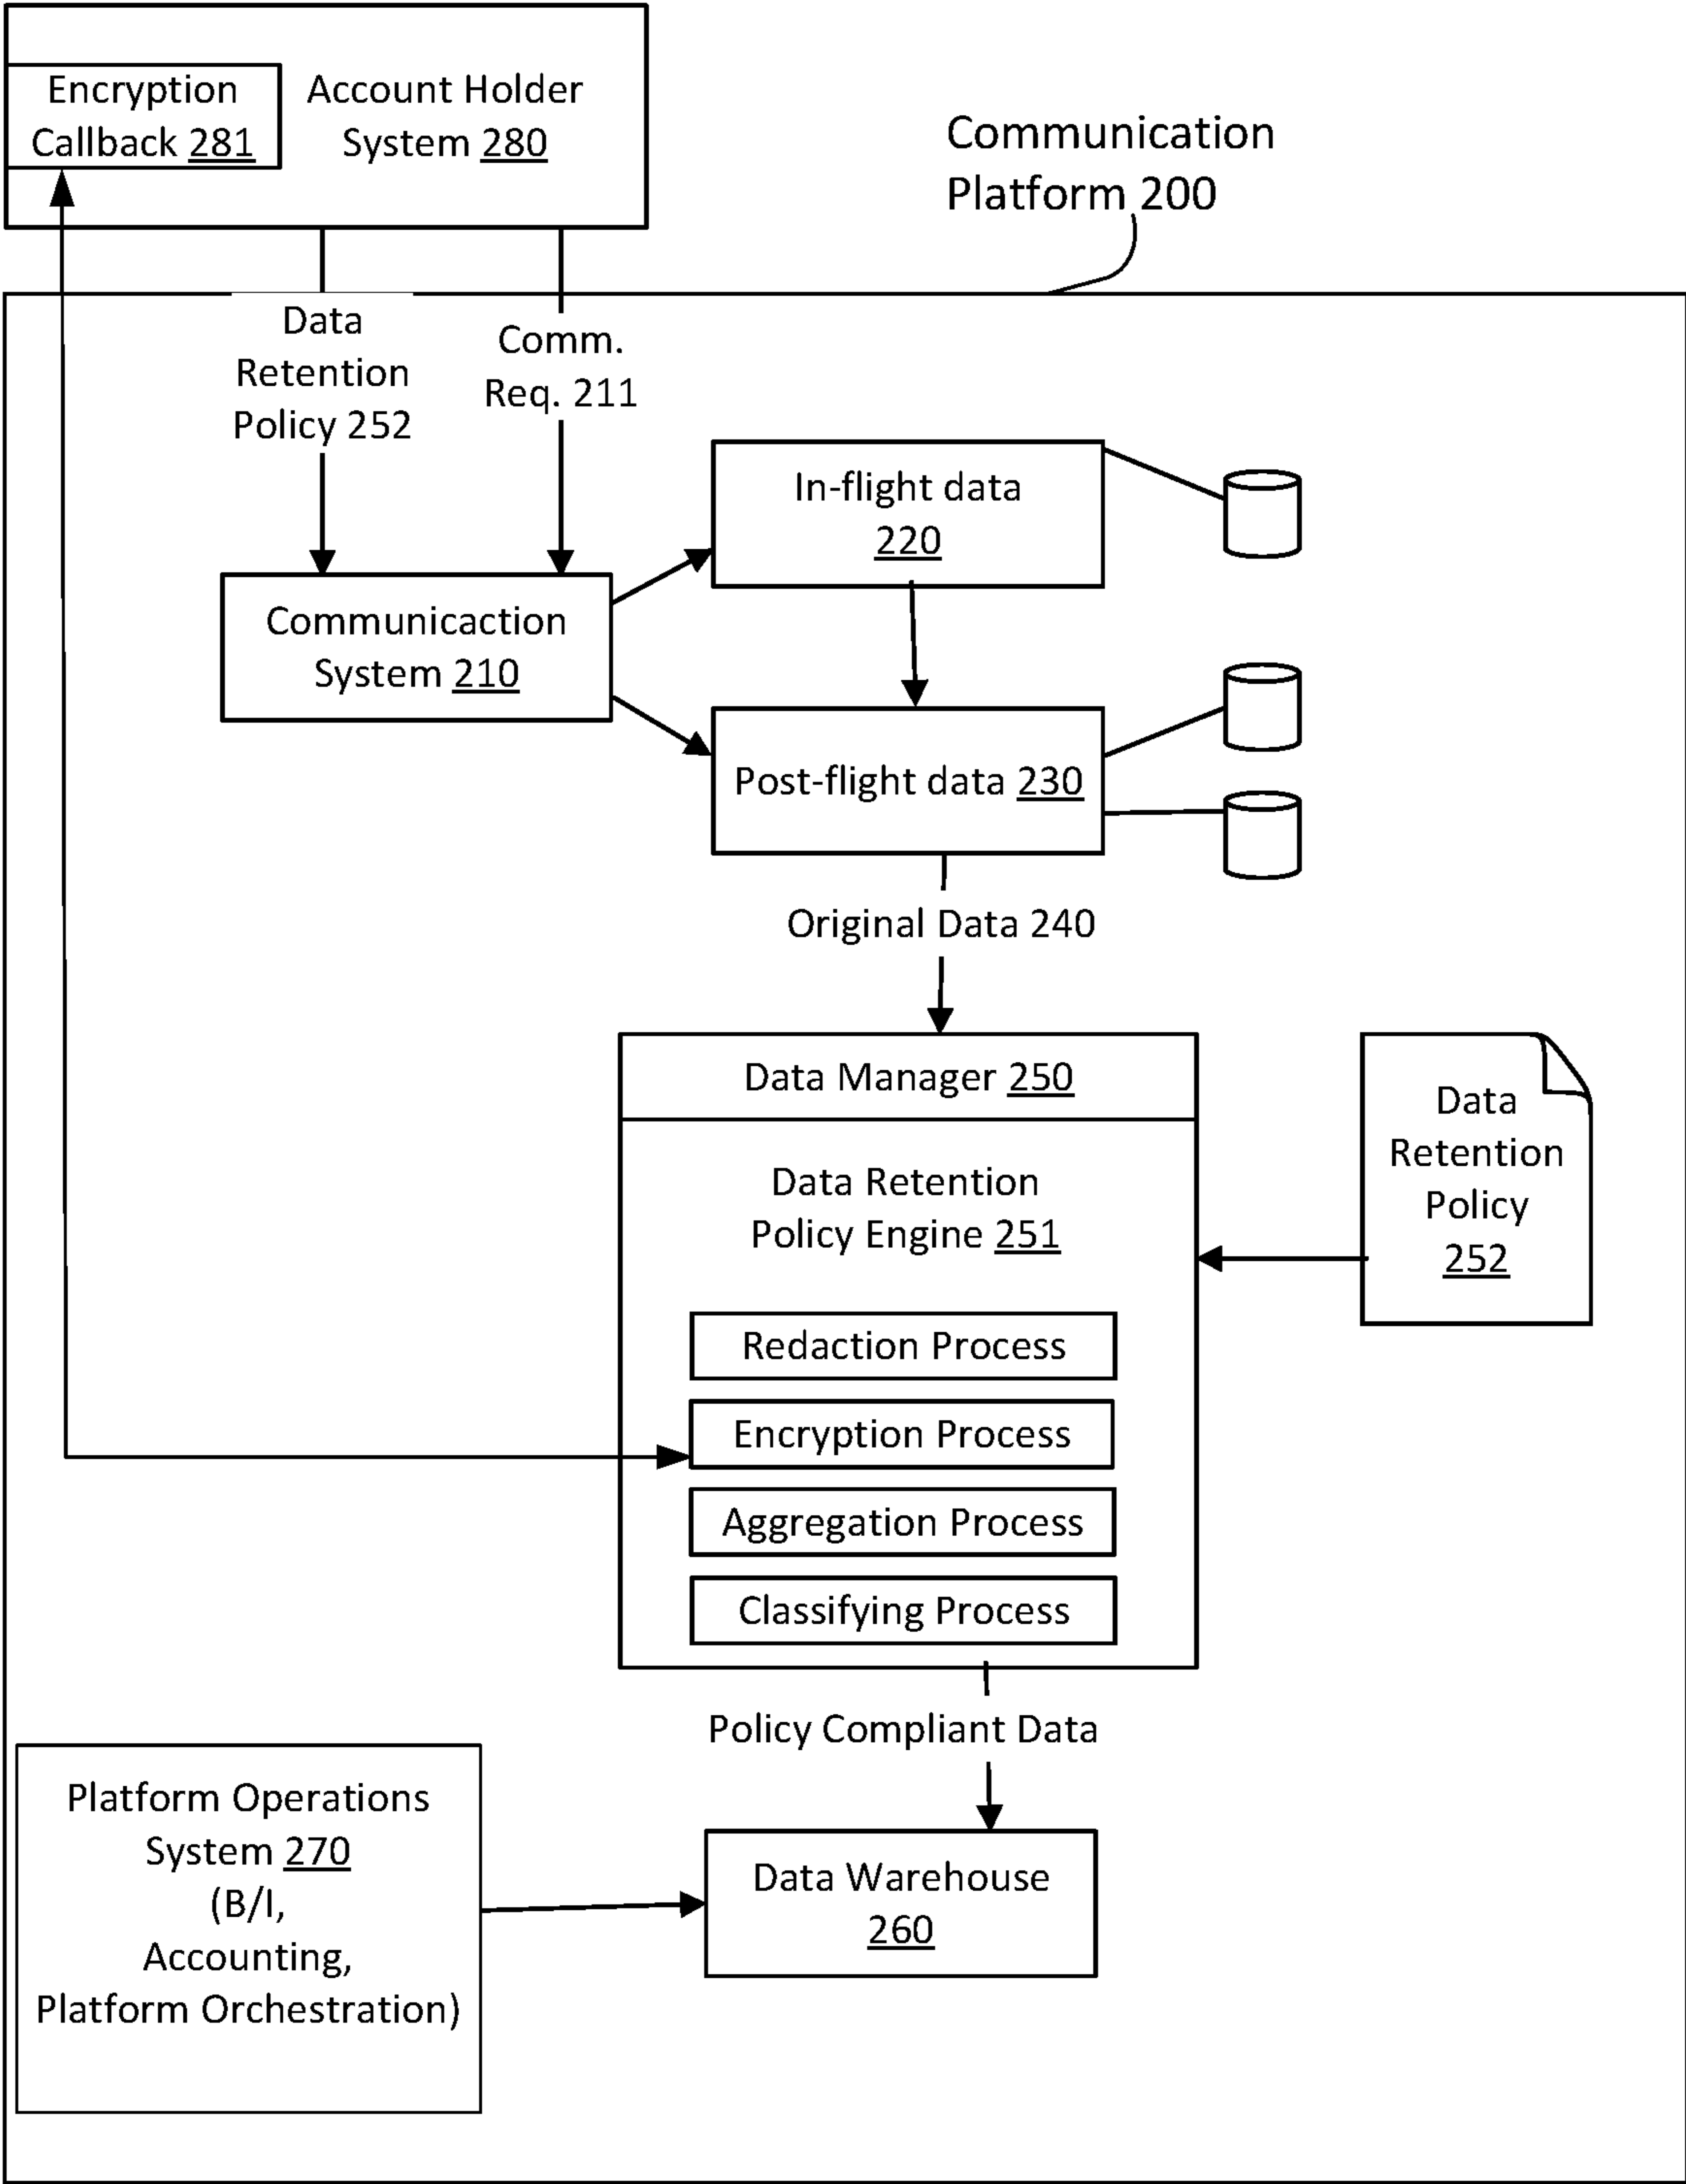 Encryption
Callback 281
Account Holder
System 280
Communication
Platform 200
Data
Retention
Policy 252
Comm.
Req. 211
In-flight data
220
Communicaction
System 210
Post-flight data 230
Original Data 240
Data Manager 250
Data Retention
Policy Engine 251
Data
Retention
Policy
252
Redaction Process
Encryption Process
Aggregation Process
Classifying Process
Policy Compliant Data
Platform Operations
System 270
(B/I,
Accounting,
Platform Orchestration)
Data Warehouse
260